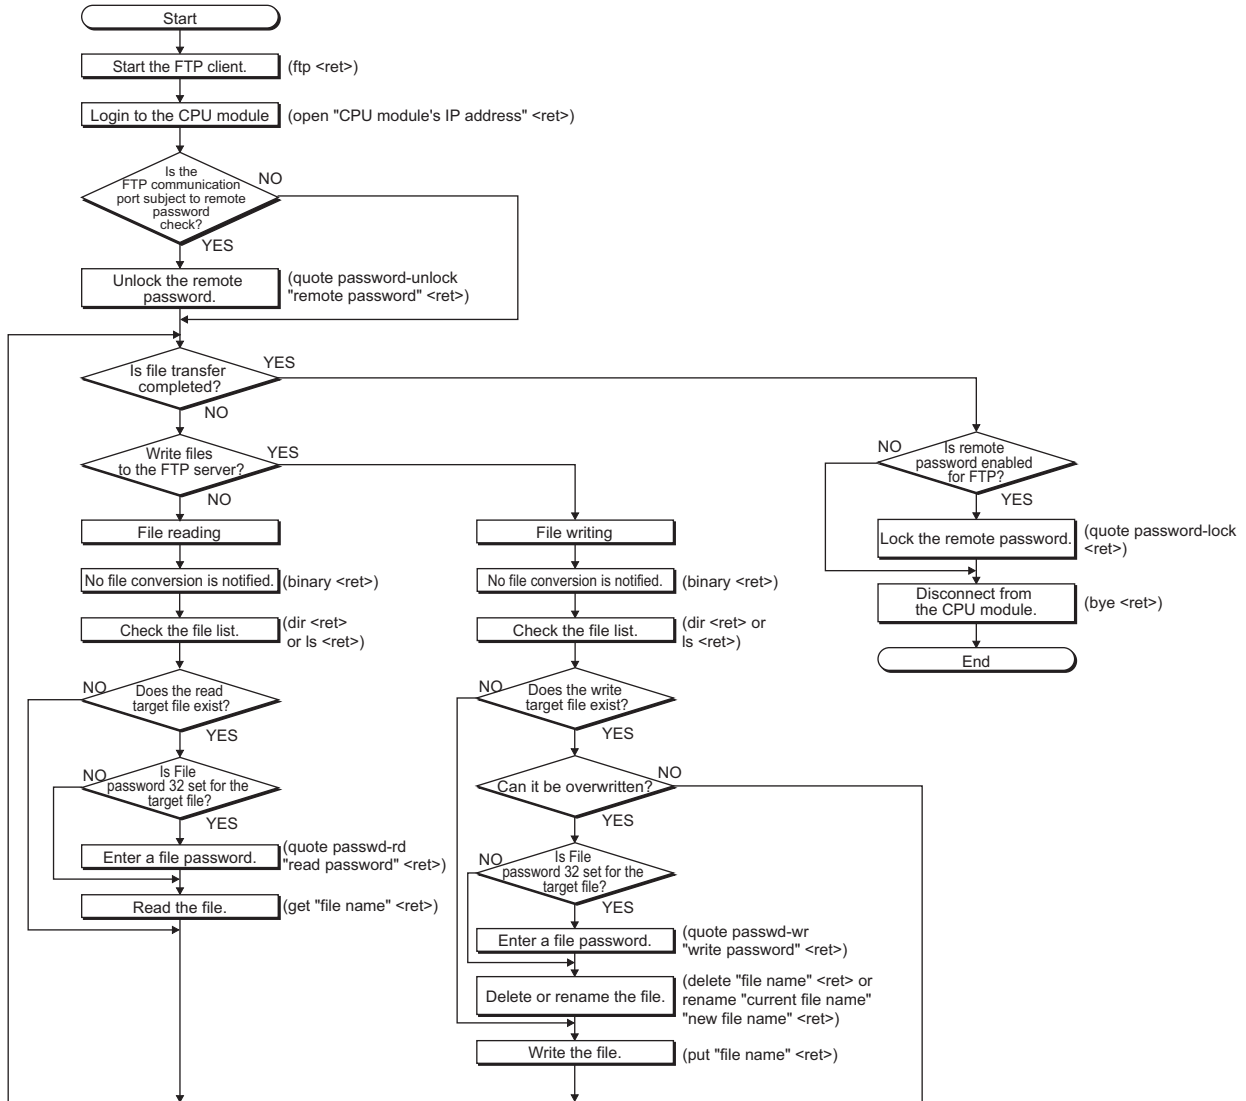 Start
Start the FTP client.
(ftp <ret>)
Login to the CPU module
(open "CPU module's IP address" <ret>)
Is the
FTP communication
port subject to remote
password
check?
NO
YES
Unlock the remote
password.
(quote password-unlock
"remote password" <ret>)
Is file transfer
completed?
YES
NO
Write files
to the FTP server?
YES
NO
File reading
No file conversion is notified.
(binary <ret>)
Check the file list.
(dir <ret>
or ls <ret>)
Does the read
target file exist?
NO
YES
Is File
password 32 set for the
target file?
NO
YES
Enter a file password.
(quote passwd-rd
"read password" <ret>)
Read the file.
(get "file name" <ret>)
File writing
No file conversion is notified.
(binary <ret>)
Check the file list.
(dir <ret> or
ls <ret>)
Does the write
target file exist?
NO
YES
Can it be overwritten?
NO
YES
Is File
password 32 set for the
target file?
NO
YES
Enter a file password.
(quote passwd-wr
"write password" <ret>)
Delete or rename the file.
(delete "file name" <ret> or
rename "current file name"
"new file name" <ret>)
Write the file.
(put "file name" <ret>)
Is remote
password enabled
for FTP?
NO
YES
Lock the remote password.
(quote password-lock
<ret>)
Disconnect from
the CPU module.
(bye <ret>)
End